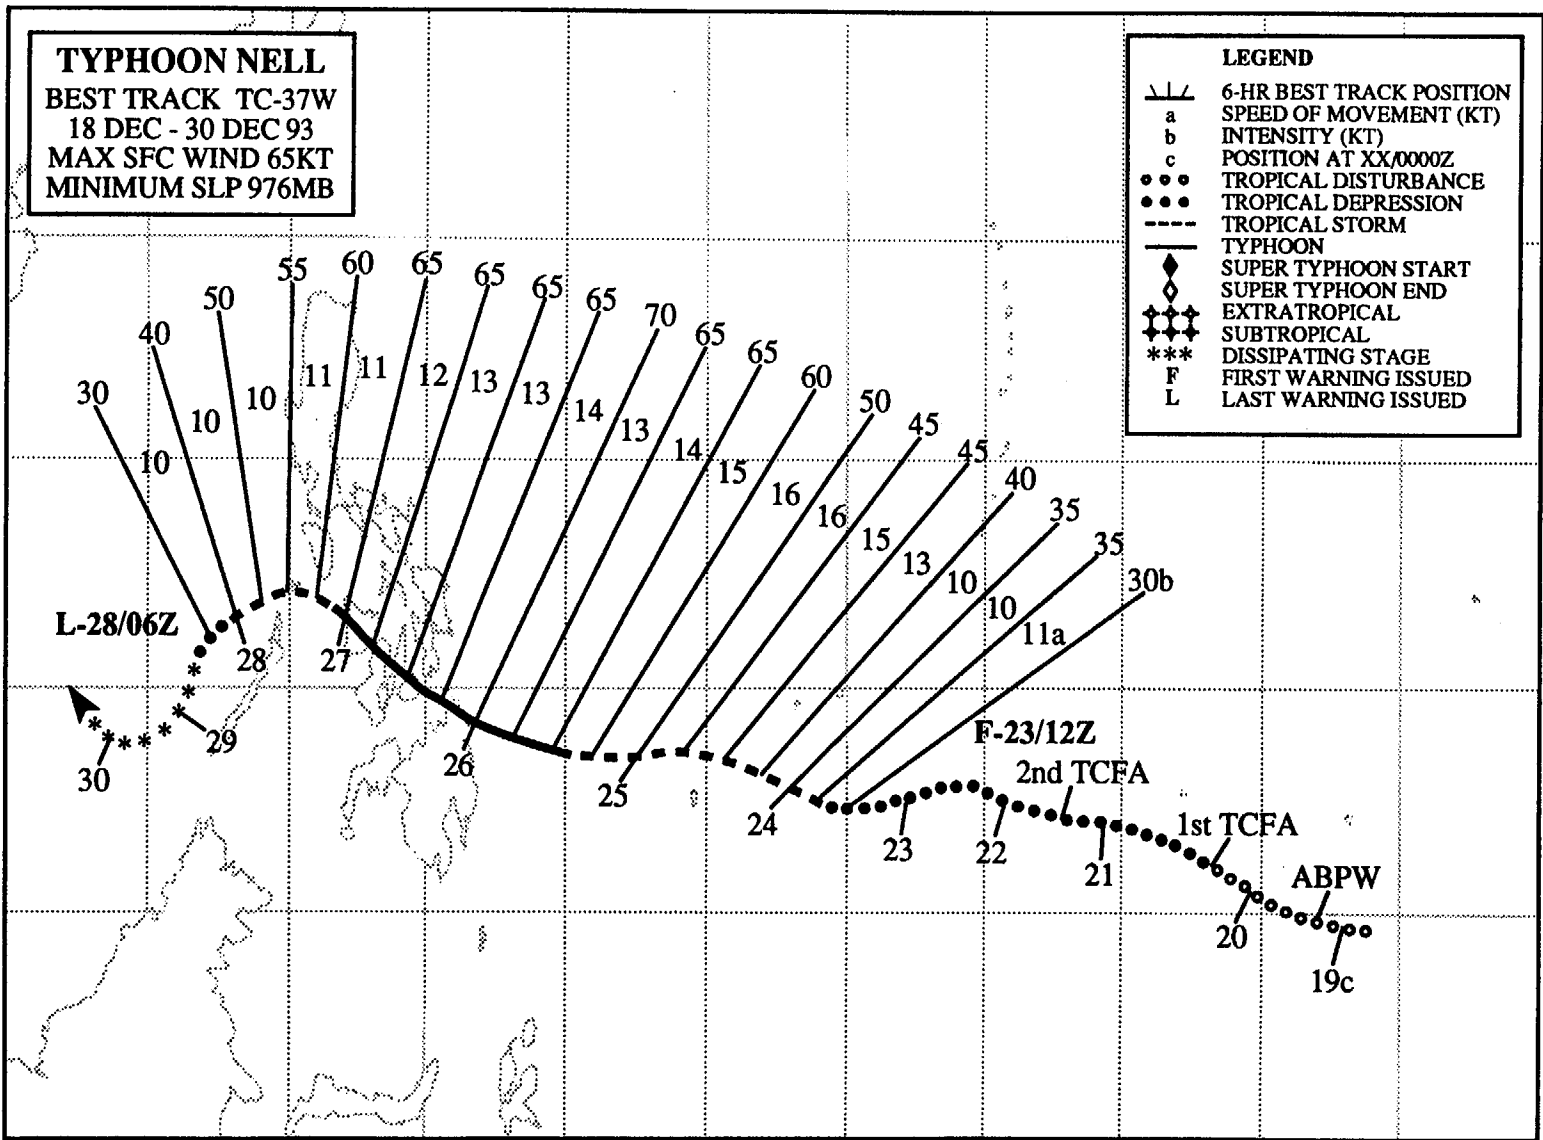 TYPHOON NELL
BEST TRACK TC-37W
18 DEC - 30 DEC 93
MAX SFC WIND 65KT
MINIMUM SLP 976MB
LEGEND
6-HR BEST TRACK POSITION
a SPEED OF MOVEMENT (KT)
b INTENSITY (KT)
c POSITION AT XX/0000Z
TROPICAL DISTURBANCE
TROPICAL DEPRESSION
TROPICAL STORM
TYPHOON
SUPER TYPHOON START
SUPER TYPHOON END
EXTRATROPICAL
SUBTROPICAL
*** DISSIPATING STAGE
F FIRST WARNING ISSUED
L LAST WARNING ISSUED
30
40
50
55
60
65
65
65
65
70
65
65
60
50
45
45
40
35
35
30b
10
10
10
11
11
12
13
13
14
13
14
15
16
16
15
13
10
10
11a
L-28/06Z
F-23/12Z
2nd TCFA
1st TCFA
ABPW
30
29
28
27
26
25
24
23
22
21
20
19c